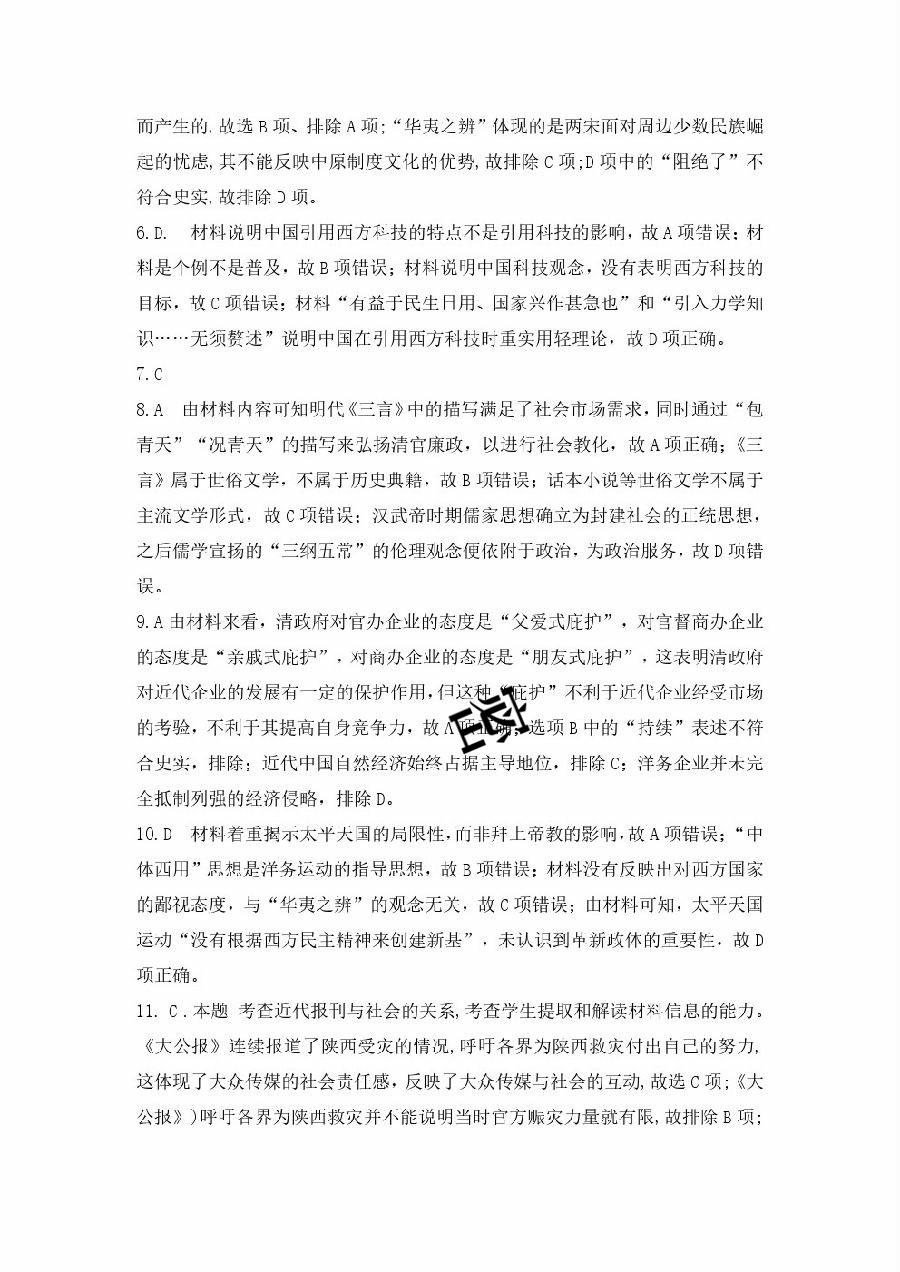 而产生的,故选B项、排除A项;“华夷之辨”体现的是两宋面对周边少数民族崛
起的忧虑,其不能反映中原制度文化的优势,故排除C项;D项中的“阻绝了”不
符合史实,故排除D项。
6.D. 材料说明中国引用西方科技的特点不是引用科技的影响，故A项错误；材
料是个例不是普及，故B项错误；材料说明中国科技观念，没有表明西方科技的
目标，故C项错误；材料“有益于民生日用、国家兴作甚急也”和“引入力学知
识……无须赘述”说明中国在引用西方科技时重实用轻理论，故D项正确。
7.C
8.A 由材料内容可知明代《三言》中的描写满足了社会市场需求，同时通过“包
青天”“况青天”的描写来弘扬清官廉政，以进行社会教化，故A项正确；《三
言》属于世俗文学，不属于历史典籍，故B项错误；话本小说等世俗文学不属于
主流文学形式，故C项错误；汉武帝时期儒家思想确立为封建社会的正统思想，
之后儒学宣扬的“三纲五常”的伦理观念便依附于政治，为政治服务，故D项错
误。
9.A由材料来看，清政府对官办企业的态度是“父爱式庇护”，对官督商办企业
的态度是“亲戚式庇护”，对商办企业的态度是“朋友式庇护”，这表明清政府
对近代企业的发展有一定的保护作用，但这种“庇护”不利于近代企业经受市场
的考验，不利于其提高自身竞争力，故A项正确；选项B中的“持续”表述不符
合史实，排除；近代中国自然经济始终占据主导地位，排除C；洋务企业并未完
全抵制列强的经济侵略，排除D。
10.D 材料着重揭示太平天国的局限性,而非拜上帝教的影响,故A项错误；“中
体西用”思想是洋务运动的指导思想，故B项错误；材料没有反映出对西方国家
的鄙视态度，与“华夷之辨”的观念无关，故C项错误；由材料可知，太平天国
运动“没有根据西方民主精神来创建新基”，未认识到革新政体的重要性，故D
项正确。
11. C.本题 考查近代报刊与社会的关系,考查学生提取和解读材料信息的能力。
《大公报》连续报道了陕西受灾的情况,呼吁各界为陕西救灾付出自己的努力,
这体现了大众传媒的社会责任感，反映了大众传媒与社会的互动,故选C项;《大
公报》)呼吁各界为陕西救灾并不能说明当时官方赈灾力量就有限,故排除B项;